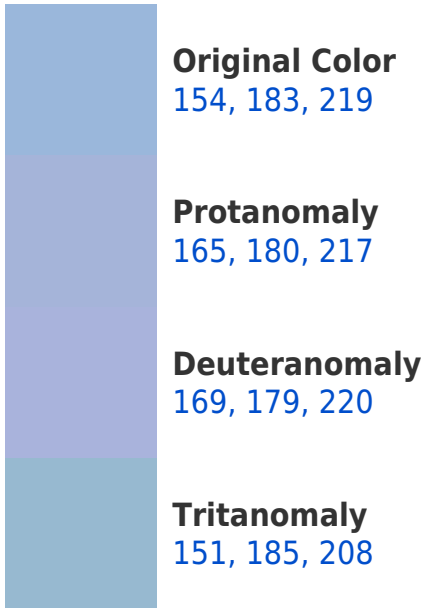 Original Color
154, 183, 219
Protanomaly
165, 180, 217
Deuteranomaly
169, 179, 220
Tritanomaly
151, 185, 208